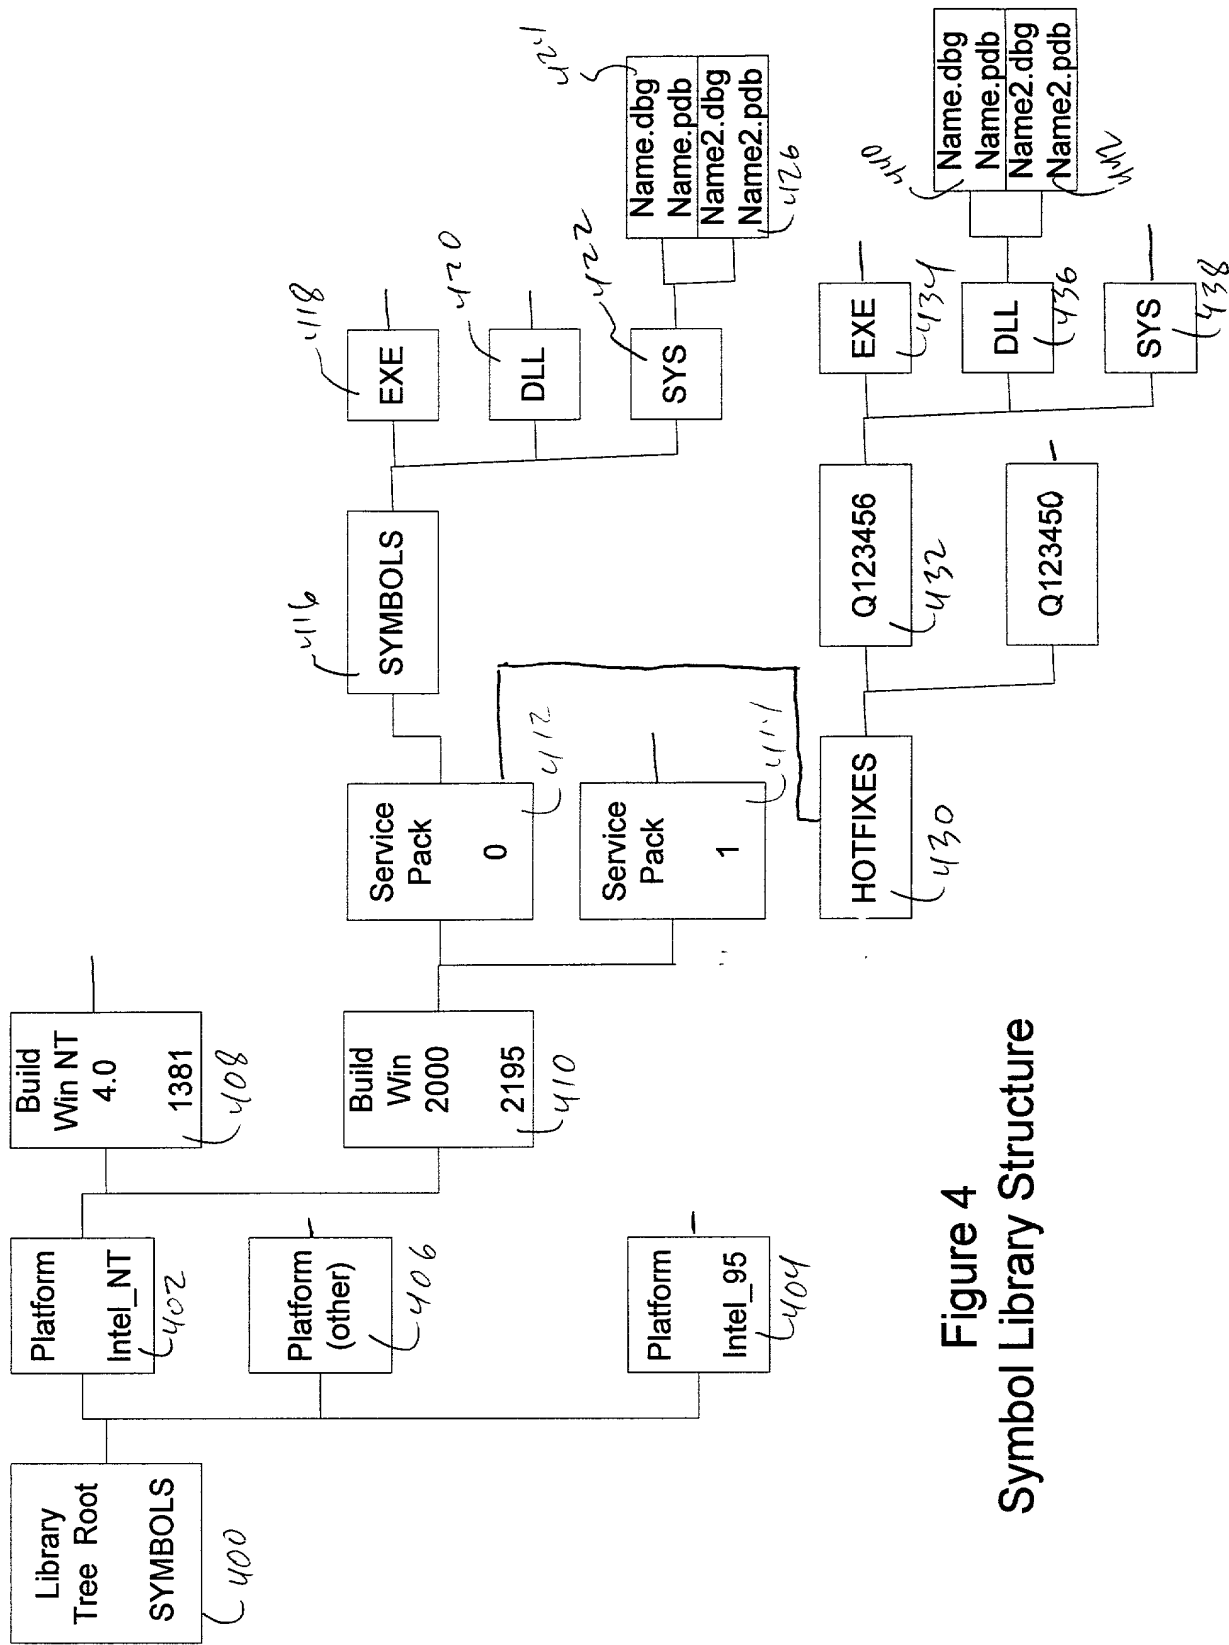 Library
Tree Root
SYMBOLS
400
Platform
Intel_NT
402
Platform
(other)
406
Platform
Intel_95
404
Build
Win NT
4.0
1381
408
Build
Win
2000
2195
410
Service
Pack
0
412
Service
Pack
1
414
SYMBOLS
416
EXE
418
DLL
420
SYS
422
Name.dbg
Name.pdb
424
Name2.dbg
Name2.pdb
426
HOTFIXES
430
Q123456
432
Q123450
EXE
434
DLL
436
SYS
438
Name.dbg
Name.pdb
440
Name2.dbg
Name2.pdb
442
Figure 4
Symbol Library Structure